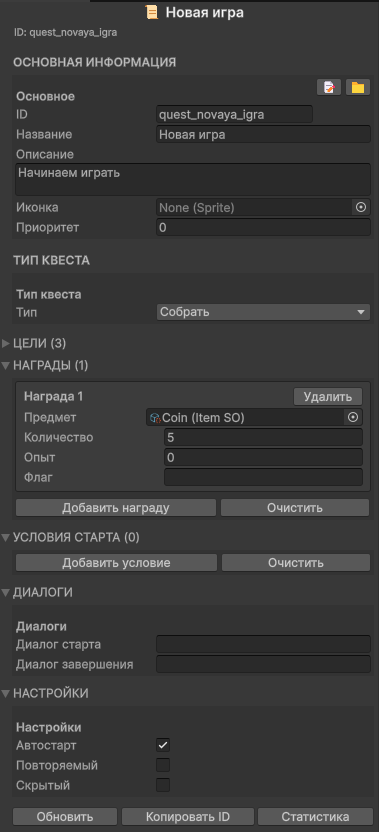 Новая игра
ID: quest_novaya_igra
ОСНОВНАЯ ИНФОРМАЦИЯ
Основное
ID quest_novaya_igra
Название Новая игра
Описание
Начинаем играть
Иконка None (Sprite)
Приоритет 0
ТИП КВЕСТА
Тип квеста
Тип Собрать
ЦЕЛИ (3)
НАГРАДЫ (1)
Награда 1 Удалить
Предмет Coin (Item SO)
Количество 5
Опыт 0
Флаг
Добавить награду Очистить
УСЛОВИЯ СТАРТА (0)
Добавить условие Очистить
ДИАЛОГИ
Диалоги
Диалог старта
Диалог завершения
НАСТРОЙКИ
Настройки
Автостарт
Повторяемый
Скрытый
Обновить Копировать ID Статистика